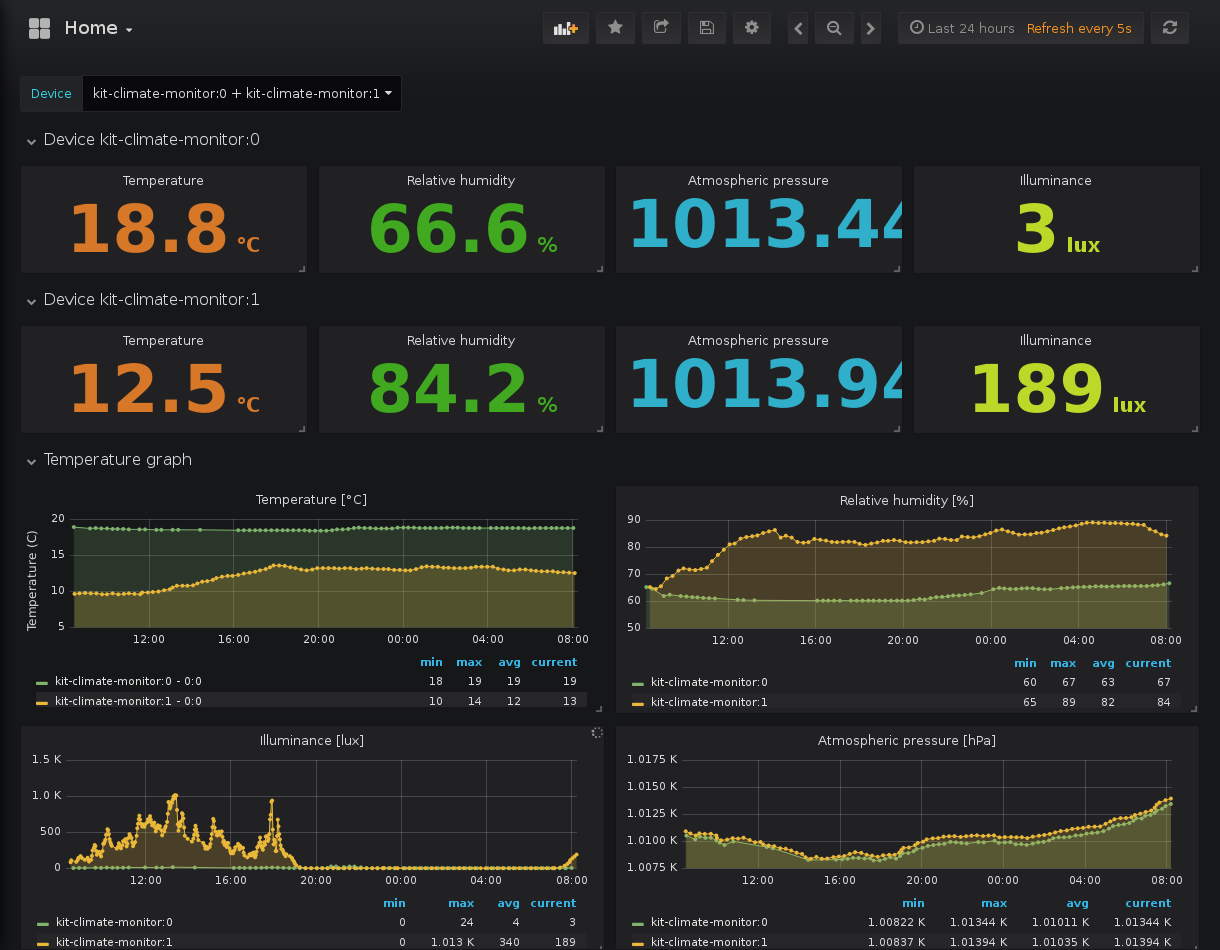 Home
Last 24 hours Refresh every 5s
Device kit-climate-monitor:0 + kit-climate-monitor:1
Device kit-climate-monitor:0
Temperature Relative humidity Atmospheric pressure Illuminance
18.8 °C 66.6 % 1013.44 3 lux
Device kit-climate-monitor:1
Temperature Relative humidity Atmospheric pressure Illuminance
12.5 °C 84.2 % 1013.94 189 lux
Temperature graph
Temperature [°C]
Temperature (C)
20
15
10
5
12:00 16:00 20:00 00:00 04:00 08:00
min max avg current
kit-climate-monitor:0 - 0:0 18 19 19 19
kit-climate-monitor:1 - 0:0 10 14 12 13
Relative humidity [%]
90
80
70
60
50
12:00 16:00 20:00 00:00 04:00 08:00
min max avg current
kit-climate-monitor:0 60 67 63 67
kit-climate-monitor:1 65 89 82 84
Illuminance [lux]
1.5 K
1.0 K
500
0
12:00 16:00 20:00 00:00 04:00 08:00
min max avg current
kit-climate-monitor:0 0 24 4 3
kit-climate-monitor:1 0 1.013 K 340 189
Atmospheric pressure [hPa]
1.0175 K
1.0150 K
1.0125 K
1.0100 K
1.0075 K
12:00 16:00 20:00 00:00 04:00 08:00
min max avg current
kit-climate-monitor:0 1.00822 K 1.01344 K 1.01011 K 1.01344 K
kit-climate-monitor:1 1.00837 K 1.01394 K 1.01035 K 1.01394 K